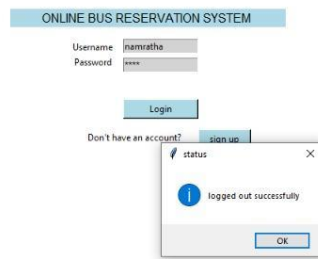 ONLINE BUS RESERVATION SYSTEM
Username namratha
Password ****
Login
Don't have an account? sign up
status
logged out successfully
OK